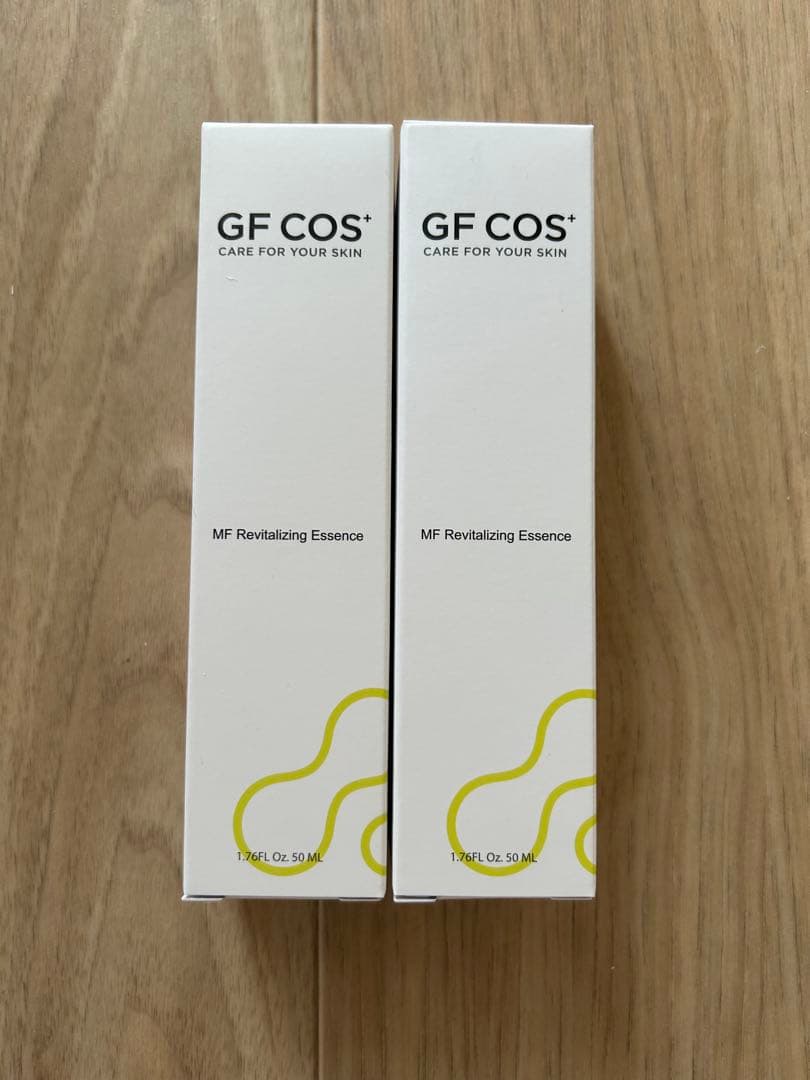 GF COS+
CARE FOR YOUR SKIN
MF Revitalizing Essence
1.76FL Oz. 50 ML
GF COS+
CARE FOR YOUR SKIN
MF Revitalizing Essence
1.76FL Oz. 50 ML